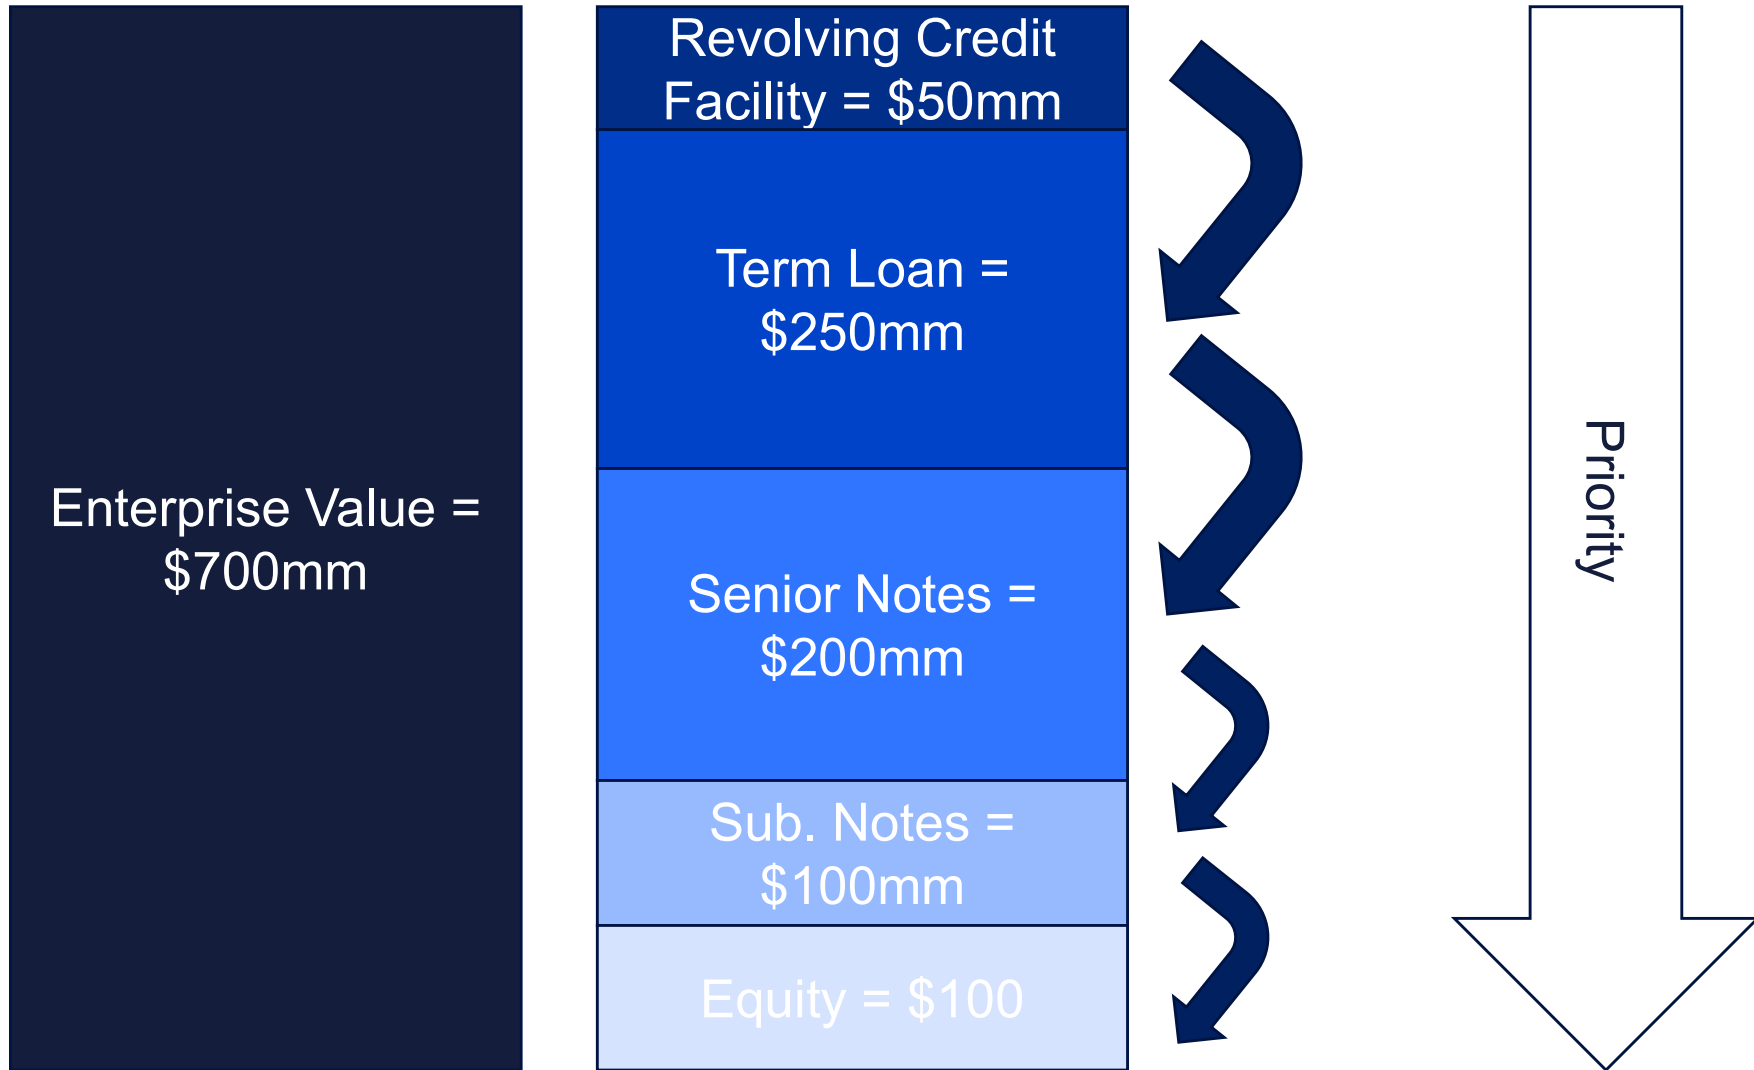 Enterprise Value =
$700mm
Revolving Credit
Facility = $50mm
Term Loan =
$250mm
Senior Notes =
$200mm
Sub. Notes =
$100mm
Equity = $100
Priority